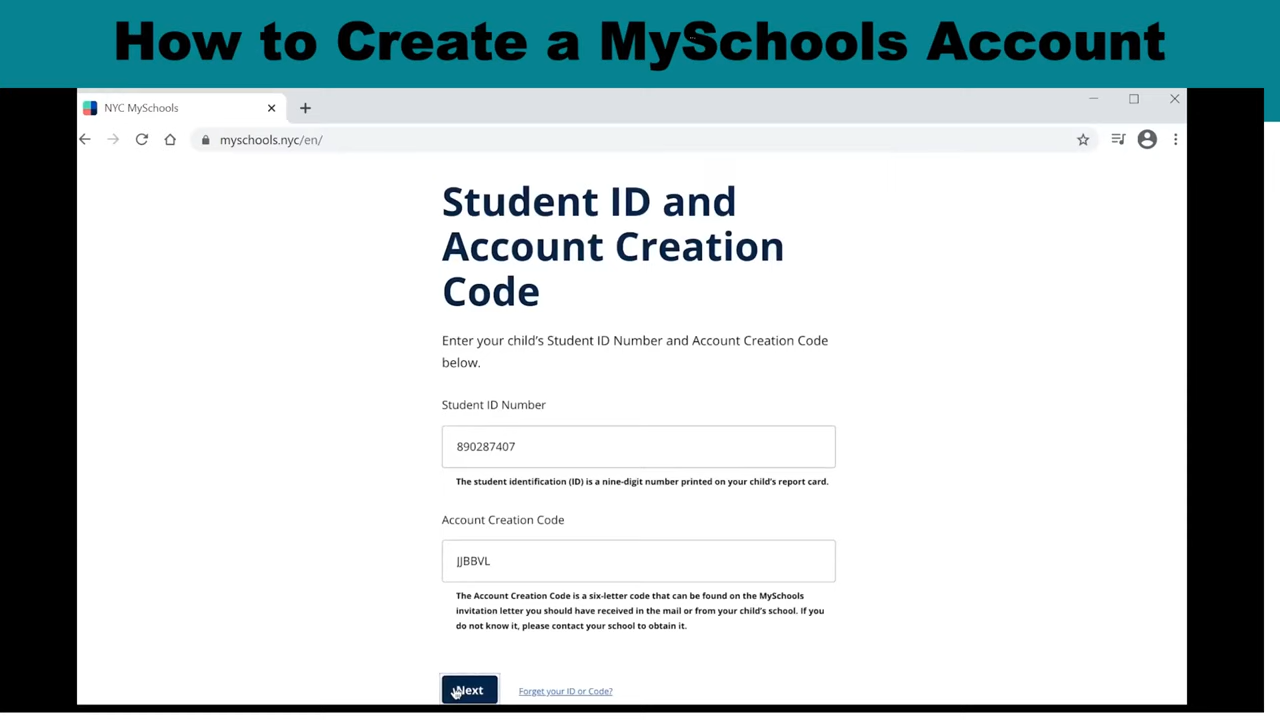 How to Create a MySchools Account
NYC MySchools
myschools.nyc/en/
Student ID and
Account Creation
Code
Enter your child's Student ID Number and Account Creation Code
below.
Student ID Number
890287407
The student identification (ID) is a nine-digit number printed on your child's report card.
Account Creation Code
JJBBVL
The Account Creation Code is a six-letter code that can be found on the MySchools
invitation letter you should have received in the mail or from your child's school. If you
do not know it, please contact your school to obtain it.
Next
Forget your ID or Code?